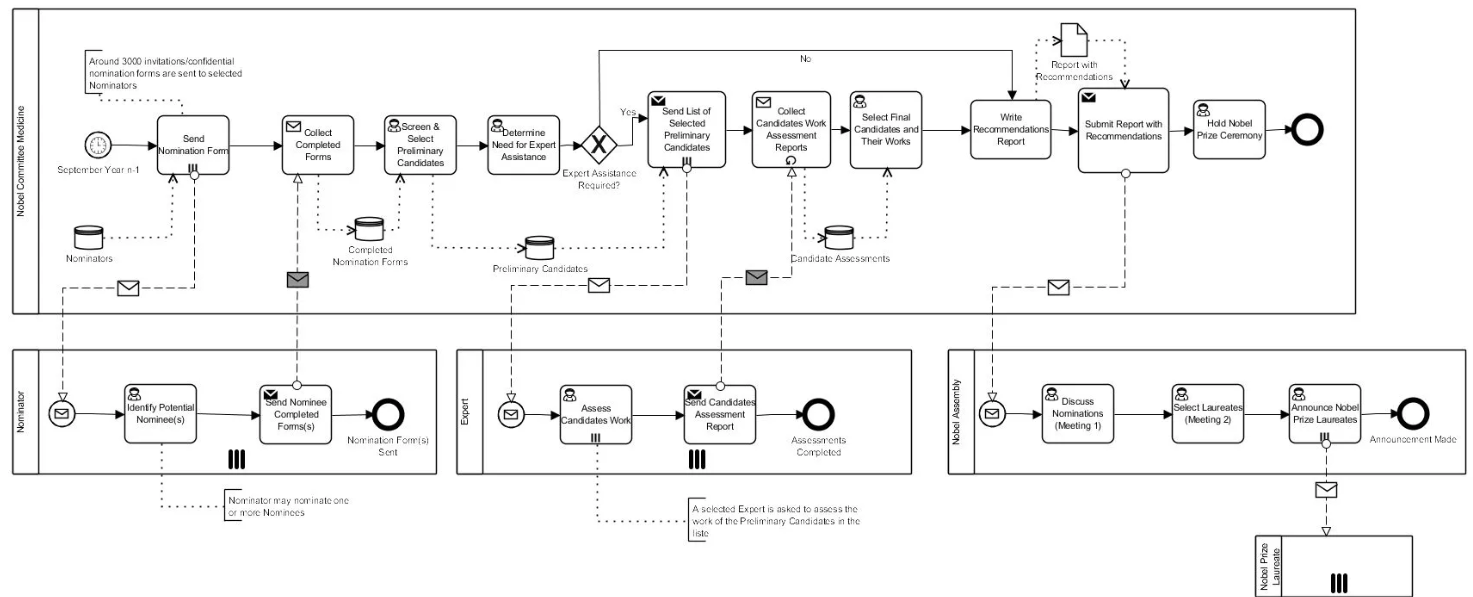 Nobel Committee Medicine
Around 3000 invitations/confidential
nomination forms are sent to selected
Nominators
September Year n-1
Send
Nomination Form
Nominators
Collect
Completed
Forms
Completed
Nomination Forms
Screen &
Select
Preliminary
Candidates
Determine
Need for Expert
Assistance
Expert Assistance
Required?
Yes
No
Preliminary Candidates
Send List of
Selected
Preliminary
Candidates
Collect
Candidates Work
Assessment
Reports
Candidate Assessments
Select Final
Candidates and
Their Works
Write
Recommendations
Report
Report with
Recommendations
Submit Report with
Recommendations
Hold Nobel
Prize Ceremony
Nominator
Identify Potential
Nominee(s)
Send Nominee
Completed
Forms(s)
Nomination Form(s)
Sent
Nominator may nominate one
or more Nominees
Expert
Assess
Candidates Work
Send Candidates
Assessment
Report
Assessments
Completed
A selected Expert is asked to assess the
work of the Preliminary Candidates in the
liste
Nobel Assembly
Discuss
Nominations
(Meeting 1)
Select Laureates
(Meeting 2)
Announce Nobel
Prize Laureates
Announcement Made
Nobel Prize
Laureate